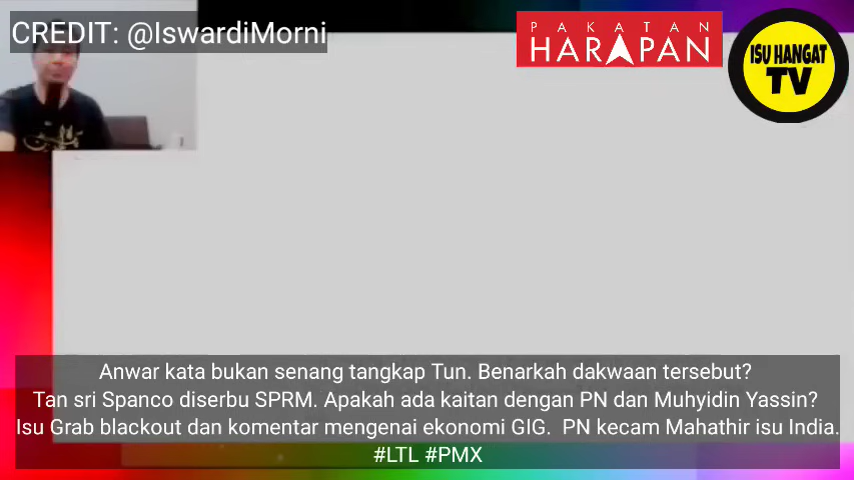 CREDIT: @IswardiMorni
PAKATAN
HARAPAN
ISU HANGAT
TV
Anwar kata bukan senang tangkap Tun. Benarkah dakwaan tersebut?
Tan sri Spanco diserbu SPRM. Apakah ada kaitan dengan PN dan Muhyidin Yassin?
Isu Grab blackout dan komentar mengenai ekonomi GIG.  PN kecam Mahathir isu India.
#LTL #PMX